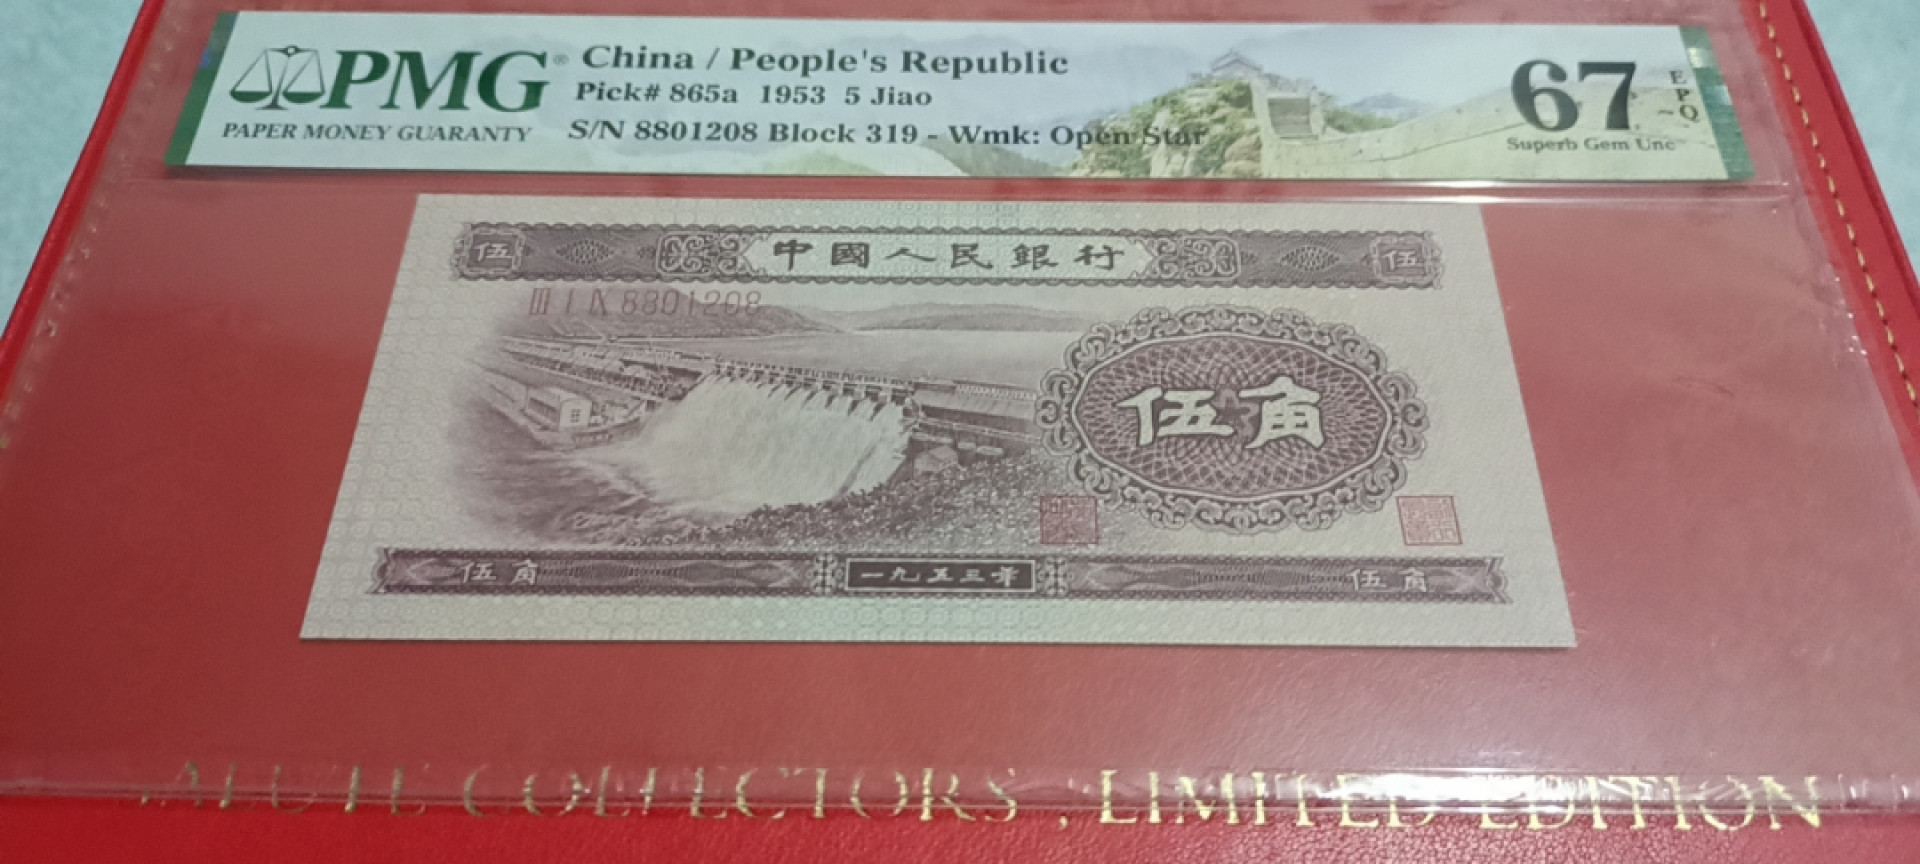 PMG®
PAPER MONEY GUARANTY
China / People's Republic
Pick# 865a 1953 5 Jiao
S/N 8801208 Block 319 - Wmk: Open Star
67 EPQ
Superb Gem Unc
伍 中國人民銀行 伍
III I IX 8801208
伍角
伍角 一九五三年 伍角
COLLECTORS , LIMITED EDITION